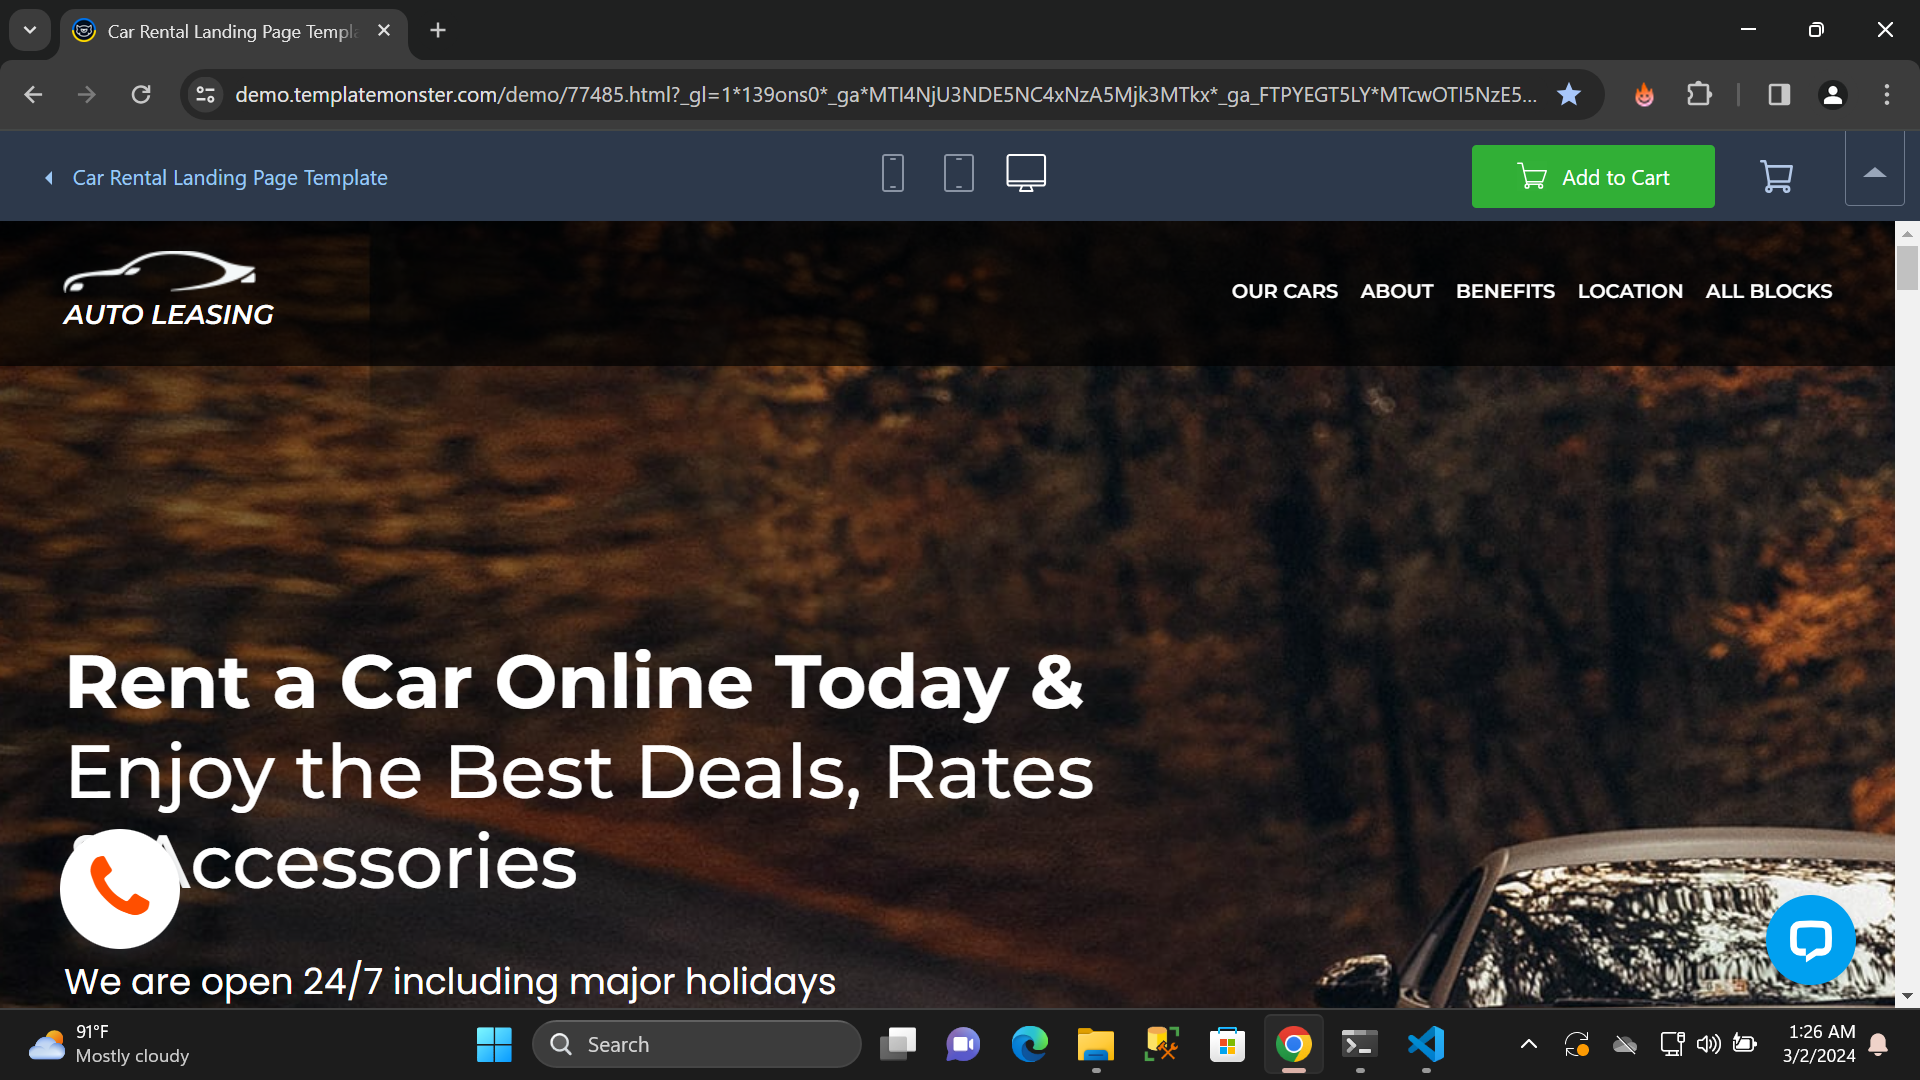 Car Rental Landing Page Templa
demo.templatemonster.com/demo/77485.html?_gl=1*139ons0*_ga*MTI4NjU3NDE5NC4xNzA5Mjk3MTkx*_ga_FTPYEGT5LY*MTcwOTI5NzE5...
Car Rental Landing Page Template
Add to Cart
AUTO LEASING
OUR CARS ABOUT BENEFITS LOCATION ALL BLOCKS
Rent a Car Online Today &
Enjoy the Best Deals, Rates
Accessories
We are open 24/7 including major holidays
91°F
Mostly cloudy
Search
1:26 AM
3/2/2024